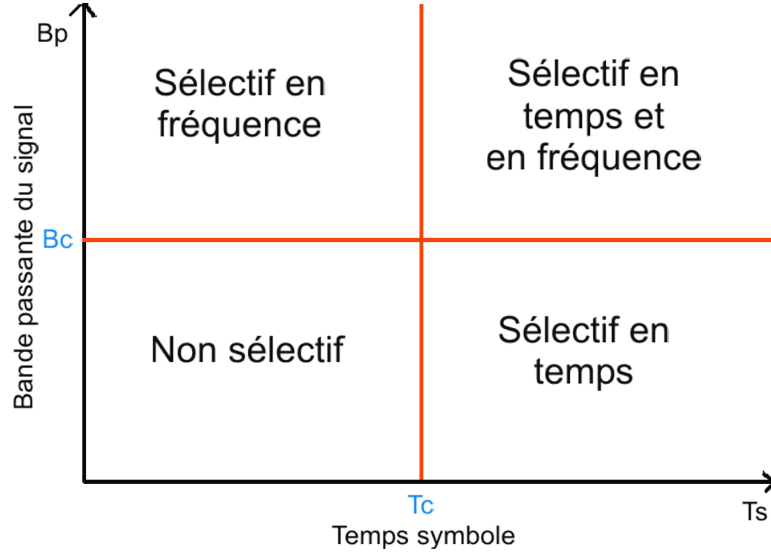 Bp
Sélectif en
fréquence
Sélectif en
temps et
en fréquence
Bande passante du signal
Bc
Non sélectif
Sélectif en
temps
Tc
Ts
Temps symbole